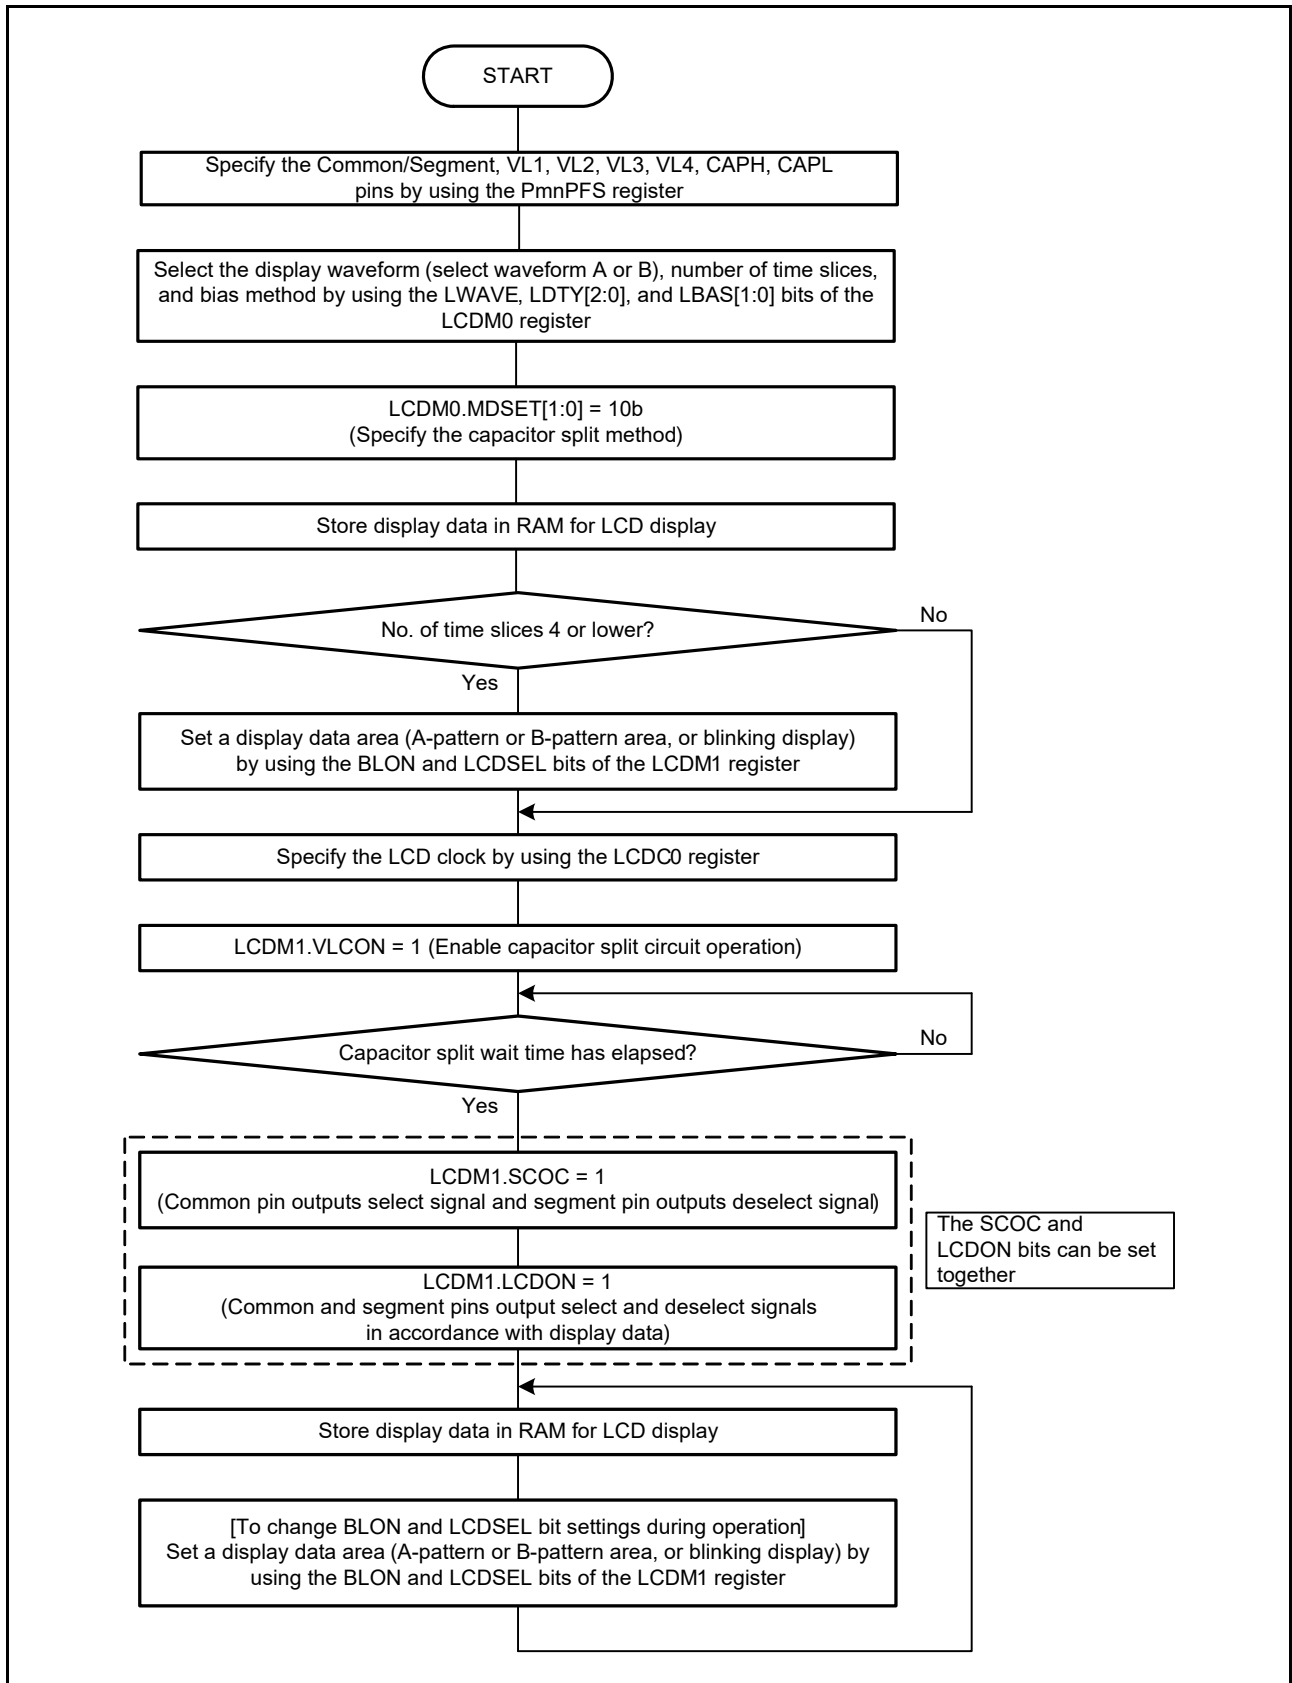 START
Specify the Common/Segment, VL1, VL2, VL3, VL4, CAPH, CAPL
pins by using the PmnPFS register
Select the display waveform (select waveform A or B), number of time slices,
and bias method by using the LWAVE, LDTY[2:0], and LBAS[1:0] bits of the
LCDM0 register
LCDM0.MDSET[1:0] = 10b
(Specify the capacitor split method)
Store display data in RAM for LCD display
No. of time slices 4 or lower?
No
Yes
Set a display data area (A-pattern or B-pattern area, or blinking display)
by using the BLON and LCDSEL bits of the LCDM1 register
Specify the LCD clock by using the LCDC0 register
LCDM1.VLCON = 1 (Enable capacitor split circuit operation)
Capacitor split wait time has elapsed?
No
Yes
LCDM1.SCOC = 1
(Common pin outputs select signal and segment pin outputs deselect signal)
The SCOC and
LCDON bits can be set
together
LCDM1.LCDON = 1
(Common and segment pins output select and deselect signals
in accordance with display data)
Store display data in RAM for LCD display
[To change BLON and LCDSEL bit settings during operation]
Set a display data area (A-pattern or B-pattern area, or blinking display) by
using the BLON and LCDSEL bits of the LCDM1 register